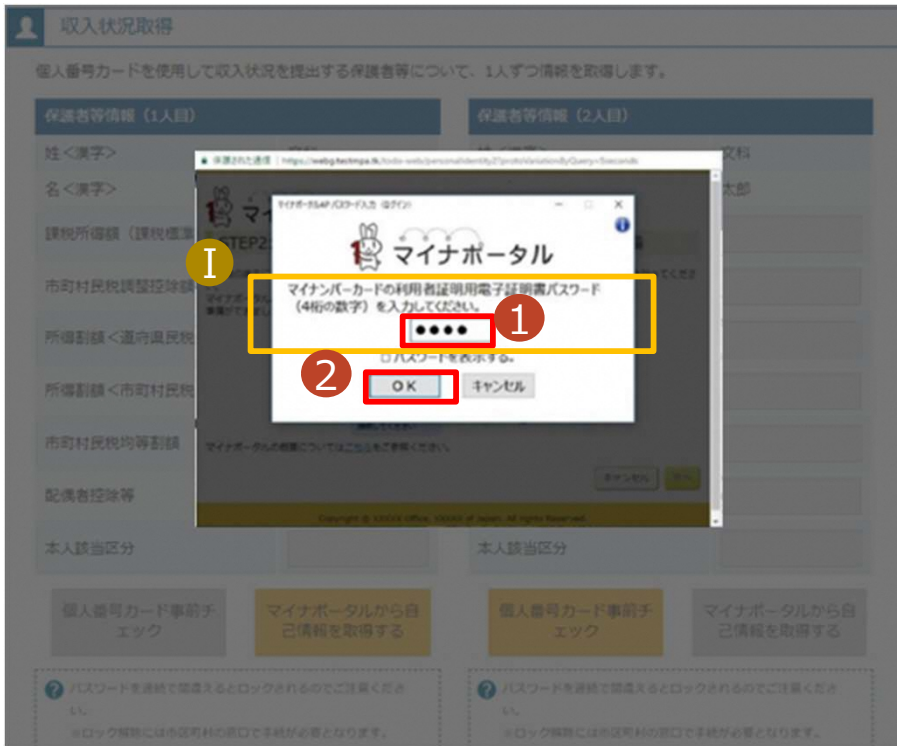 収入状況取得
個人番号カードを使用して収入状況を提出する保護者等について、1人ずつ情報を取得します。
保護者等情報（1人目）
保護者等情報（2人目）
姓＜漢字＞
文科
名＜漢字＞
太郎
課税所得額（課税標準
市町村民税調整控除額
所得割額＜道府県民税
所得割額＜市町村民税
市町村民税均等割額
配偶者控除等
本人該当区分
本人該当区分
保護された通信
STEP2
I
マイナポータル
マイナンバーカードの利用者証明用電子証明書パスワード
（4桁の数字）を入力してください。
●●●●
1
□パスワードを表示する。
2
OK
キャンセル
マイナポータルの概要についてはこちらをご参照ください。
キャンセル
個人番号カード事前チ
ェック
マイナポータルから自
己情報を取得する
個人番号カード事前チ
ェック
マイナポータルから自
己情報を取得する
パスワードを連続で間違えるとロックされるのでご注意くださ
い。
※ロック解除には市区町村の窓口で手続が必要となります。
パスワードを連続で間違えるとロックされるのでご注意くださ
い。
※ロック解除には市区町村の窓口で手続が必要となります。